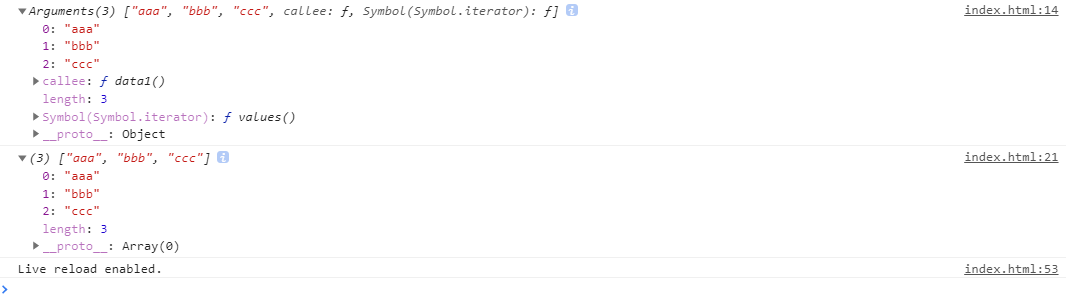 Arguments(3) ["aaa", "bbb", "ccc", callee: ƒ, Symbol(Symbol.iterator): ƒ] i index.html:14
0: "aaa"
1: "bbb"
2: "ccc"
callee: ƒ data1()
length: 3
Symbol(Symbol.iterator): ƒ values()
__proto__: Object
(3) ["aaa", "bbb", "ccc"] i index.html:21
0: "aaa"
1: "bbb"
2: "ccc"
length: 3
__proto__: Array(0)
Live reload enabled. index.html:53